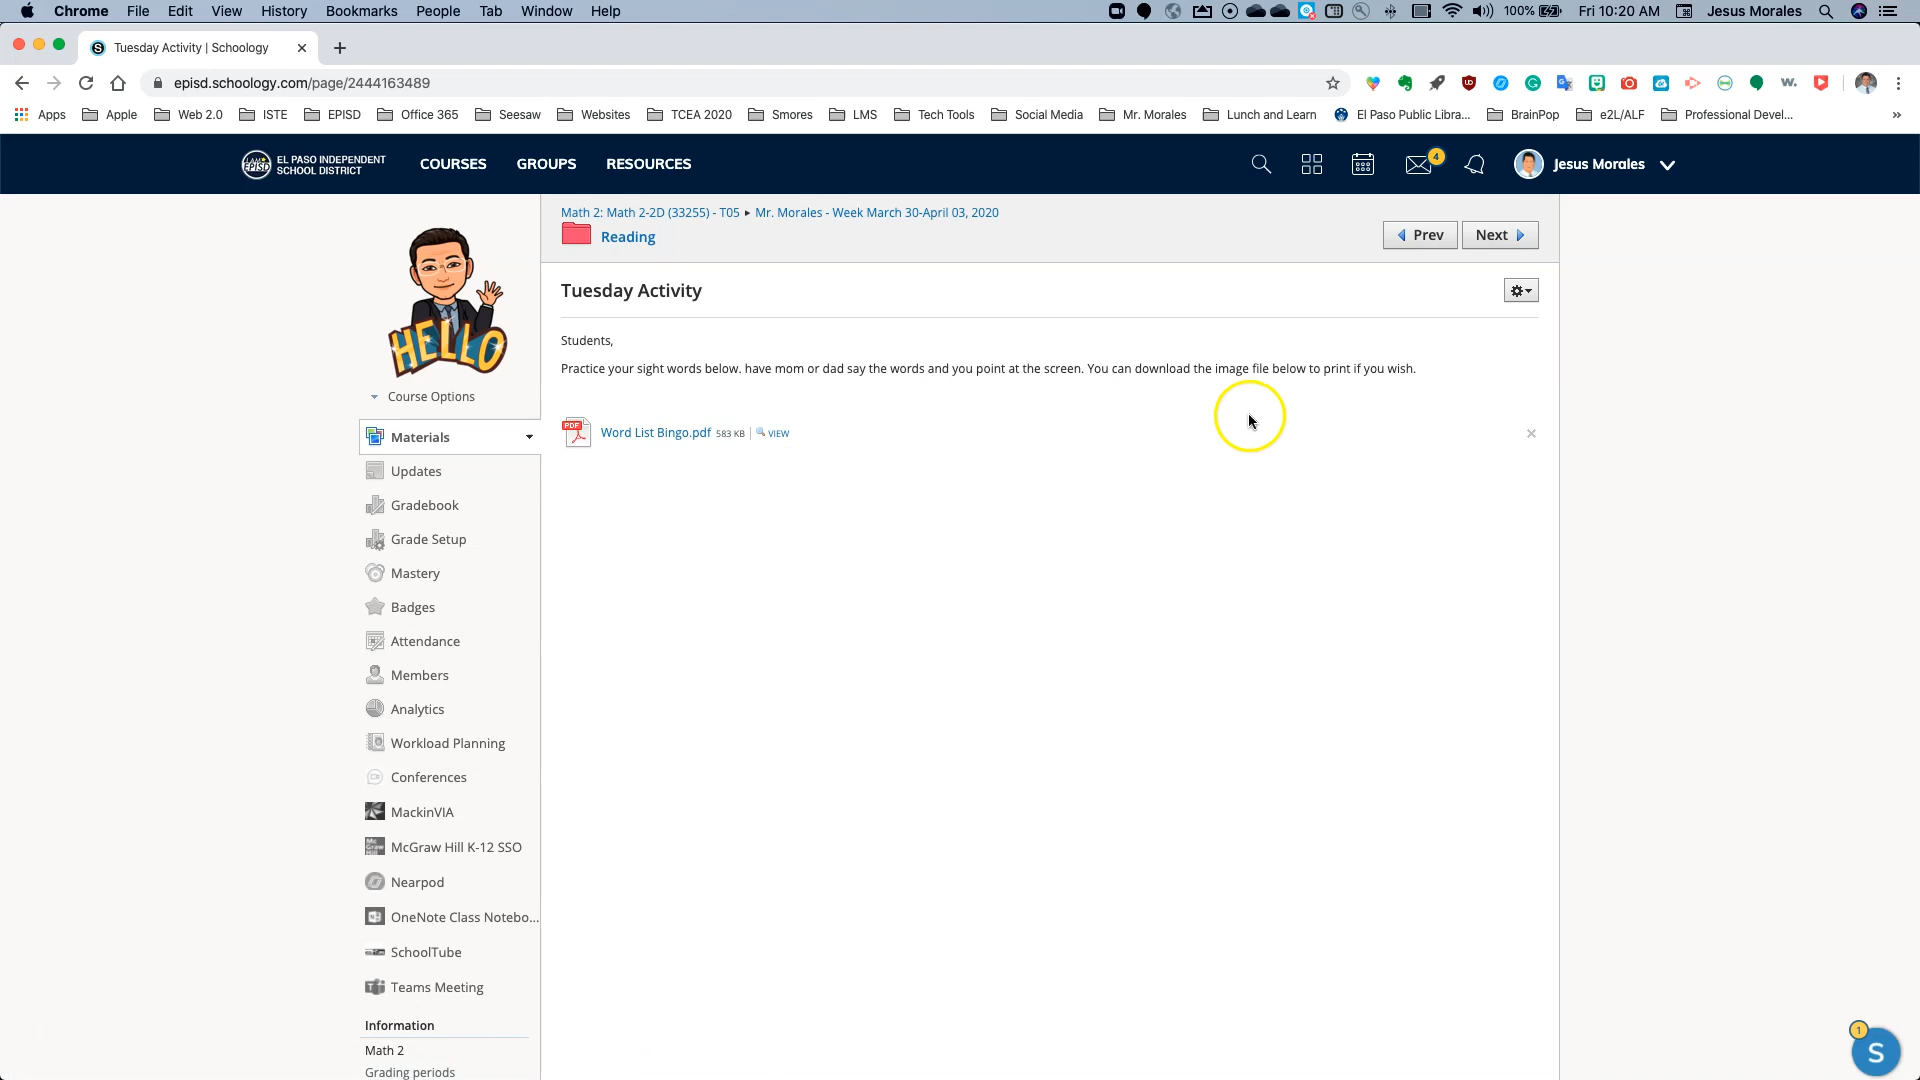 Chrome File Edit View History Bookmarks People Tab Window Help
100% Fri 10:20 AM Jesus Morales
Tuesday Activity | Schoology
episd.schoology.com/page/2444163489
Apps Apple Web 2.0 ISTE EPISD Office 365 Seesaw Websites TCEA 2020 Smores LMS Tech Tools Social Media Mr. Morales Lunch and Learn El Paso Public Libra... BrainPop e2L/ALF Professional Devel... »
EL PASO INDEPENDENT
SCHOOL DISTRICT
COURSES GROUPS RESOURCES
4
Jesus Morales
Math 2: Math 2-2D (33255) - T05 ▸ Mr. Morales - Week March 30-April 03, 2020
Reading
Prev Next
HELLO
Tuesday Activity
Students,
Practice your sight words below. have mom or dad say the words and you point at the screen. You can download the image file below to print if you wish.
PDF
Word List Bingo.pdf 583 KB | VIEW
Course Options
Materials
Updates
Gradebook
Grade Setup
Mastery
Badges
Attendance
Members
Analytics
Workload Planning
Conferences
MackinVIA
McGraw Hill K-12 SSO
Nearpod
OneNote Class Notebo...
SchoolTube
Teams Meeting
Information
Math 2
Grading periods
1
S